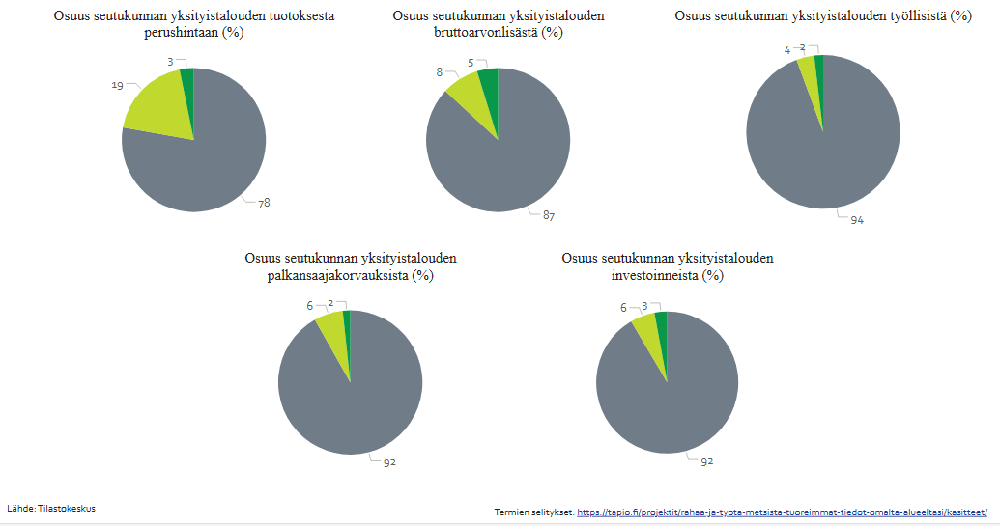 Osuus seutukunnan yksityistalouden tuotoksesta
perushintaan (%)
3
19
78
Osuus seutukunnan yksityistalouden
bruttoarvonlisästä (%)
5
8
87
Osuus seutukunnan yksityistalouden työllisistä (%)
4
2
94
Osuus seutukunnan yksityistalouden
palkansaajakorvauksista (%)
6
2
92
Osuus seutukunnan yksityistalouden
investoinneista (%)
6
3
92
Lähde: Tilastokeskus
Termien selitykset: https://tapio.fi/projektit/rahaa-ja-tyota-metsista-tuoreimmat-tiedot-omalta-alueeltasi/kasitteet/